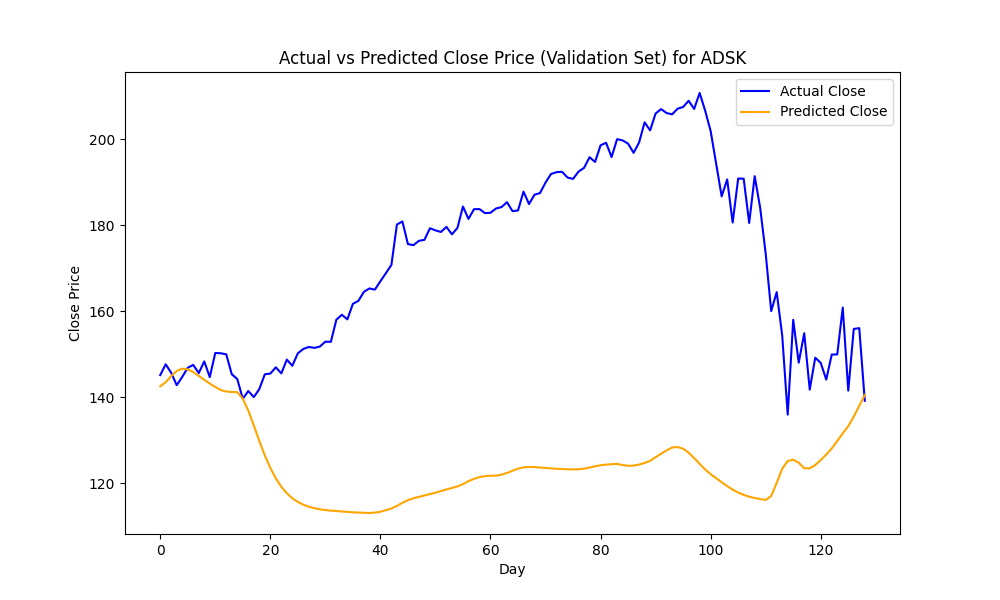 Actual vs Predicted Close Price (Validation Set) for ADSK
Actual Close
Predicted Close
Close Price
200
180
160
140
120
0 20 40 60 80 100 120
Day